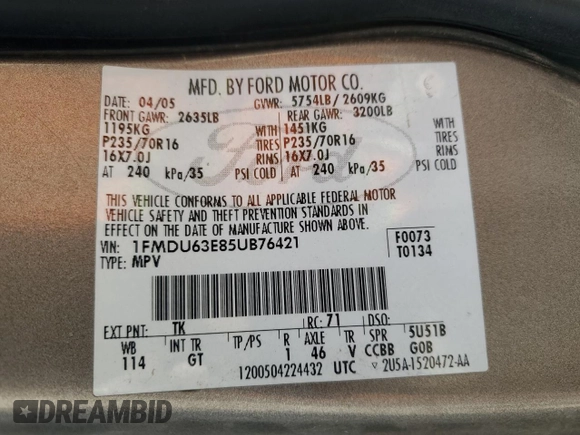 MFD. BY FORD MOTOR CO.
DATE: 04/05 GVWR: 5754LB/ 2609KG
FRONT GAWR: 2635LB REAR GAWR: 3200LB
1195KG WITH 1451KG WITH
P235/70R16 TIRES P235/70R16 TIRES
16X7.0J RIMS 16X7.0J RIMS
AT 240 kPa/35 PSI COLD AT 240 kPa/35 PSI COLD
Ford
THIS VEHICLE CONFORMS TO ALL APPLICABLE FEDERAL MOTOR
VEHICLE SAFETY AND THEFT PREVENTION STANDARDS IN
EFFECT ON THE DATE OF MANUFACTURE SHOWN ABOVE.
VIN: 1FMDU63E85UB76421 F0073
TYPE: MPV T0134
EXT PNT: TK RC: 71 DSO:
WB INT TR TP/PS R AXLE TR SPR 5U51B
114 GT 1 46 V CCBB GOB
1200504224432 UTC 2U5A-1520472-AA
DREAMBID